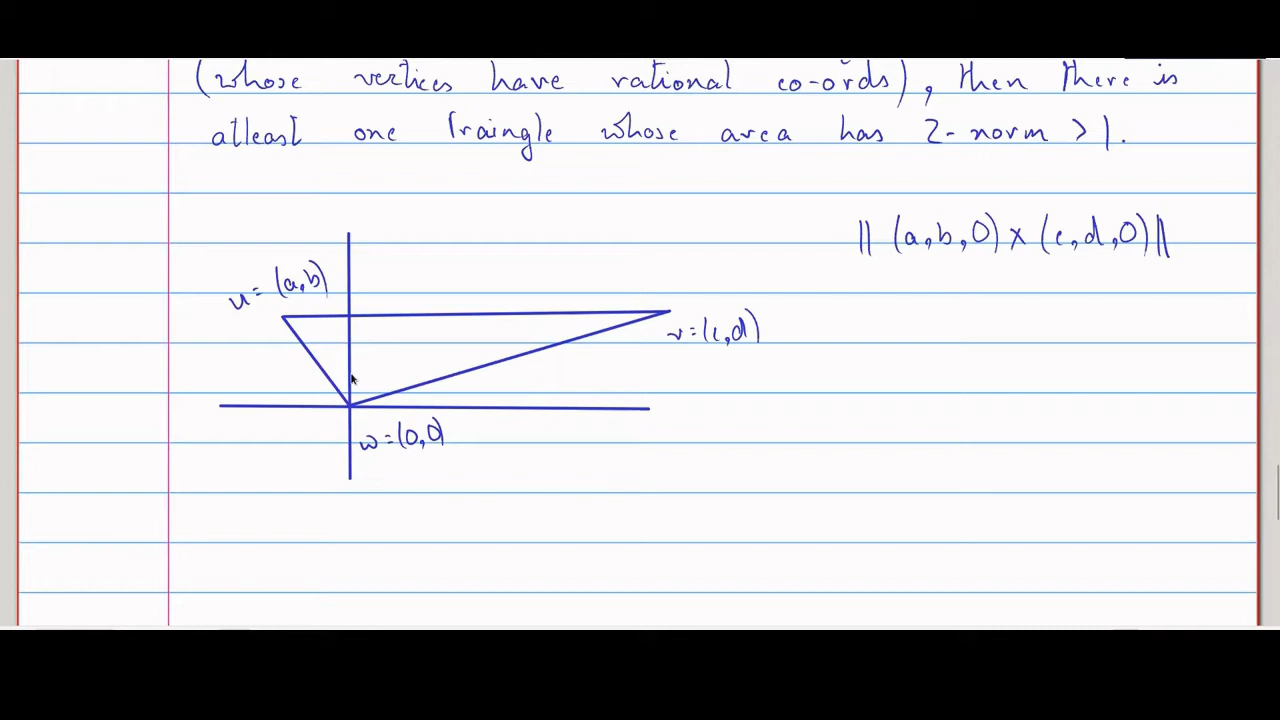 (whose vertices have rational co-ords), then there is
atleast one Traingle whose area has 2-norm > 1.
|| (a,b,0) × (c,d,0) ||
u = (a,b)
v = (c,d)
w = (0,0)